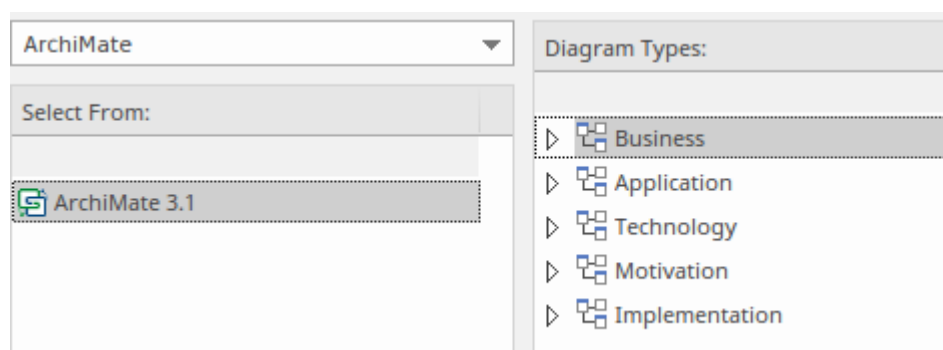 ArchiMate
Select From:
ArchiMate 3.1
Diagram Types:
Business
Application
Technology
Motivation
Implementation